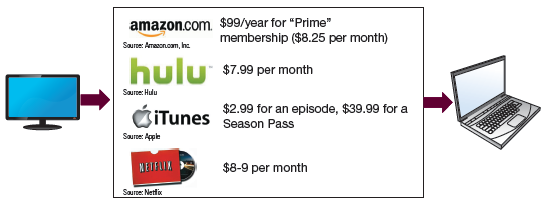 amazon.com
$99/year for “Prime”
membership ($8.25 per month)
Source: Amazon.com, Inc.
hulu
$7.99 per month
Source: Hulu
iTunes
$2.99 for an episode, $39.99 for a
Season Pass
Source: Apple
NETFLIX
$8-9 per month
Source: Netflix